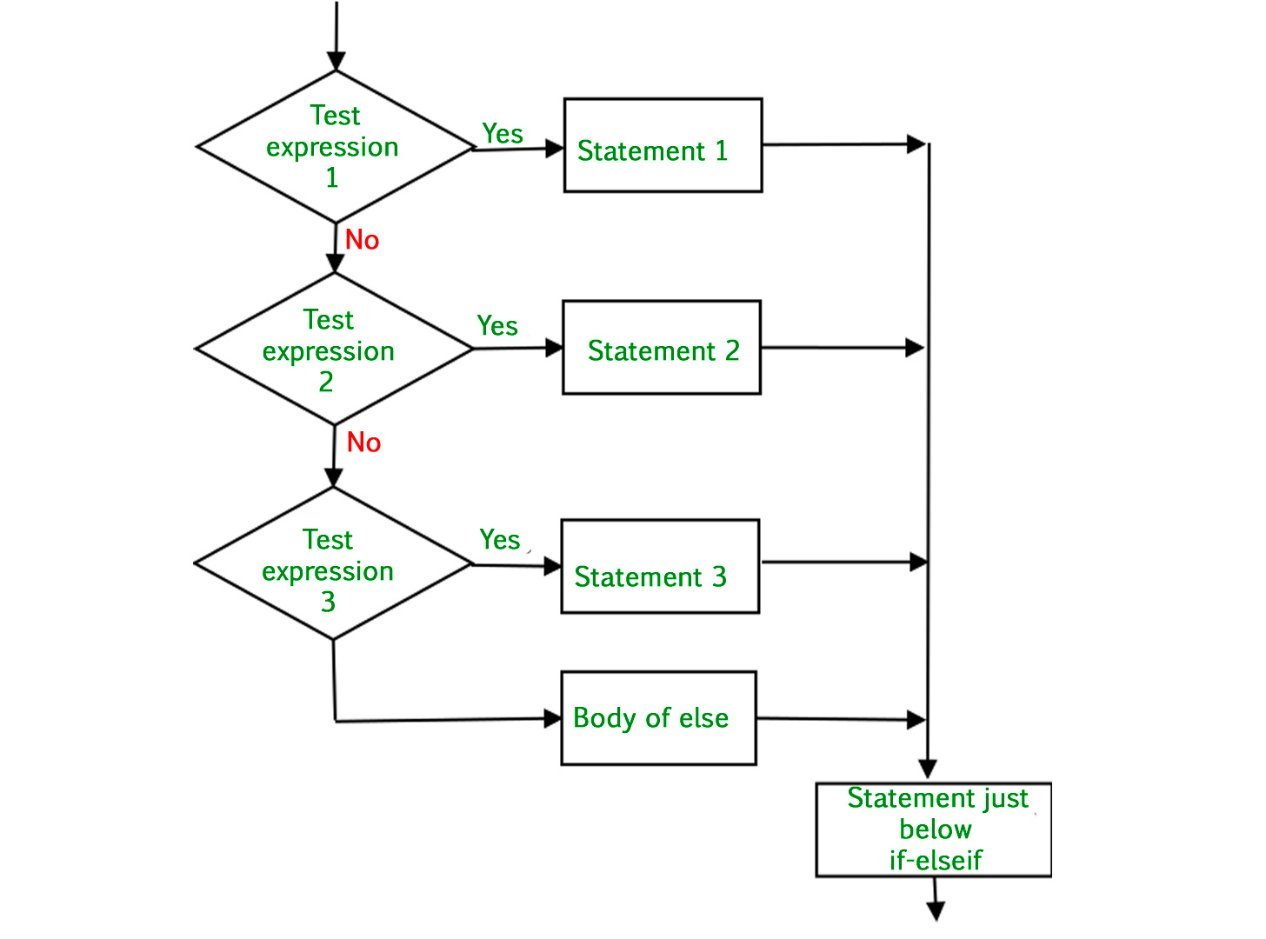 Test
expression
1
Yes
Statement 1
No
Test
expression
2
Yes
Statement 2
No
Test
expression
3
Yes
Statement 3
Body of else
Statement just
below
if-elseif